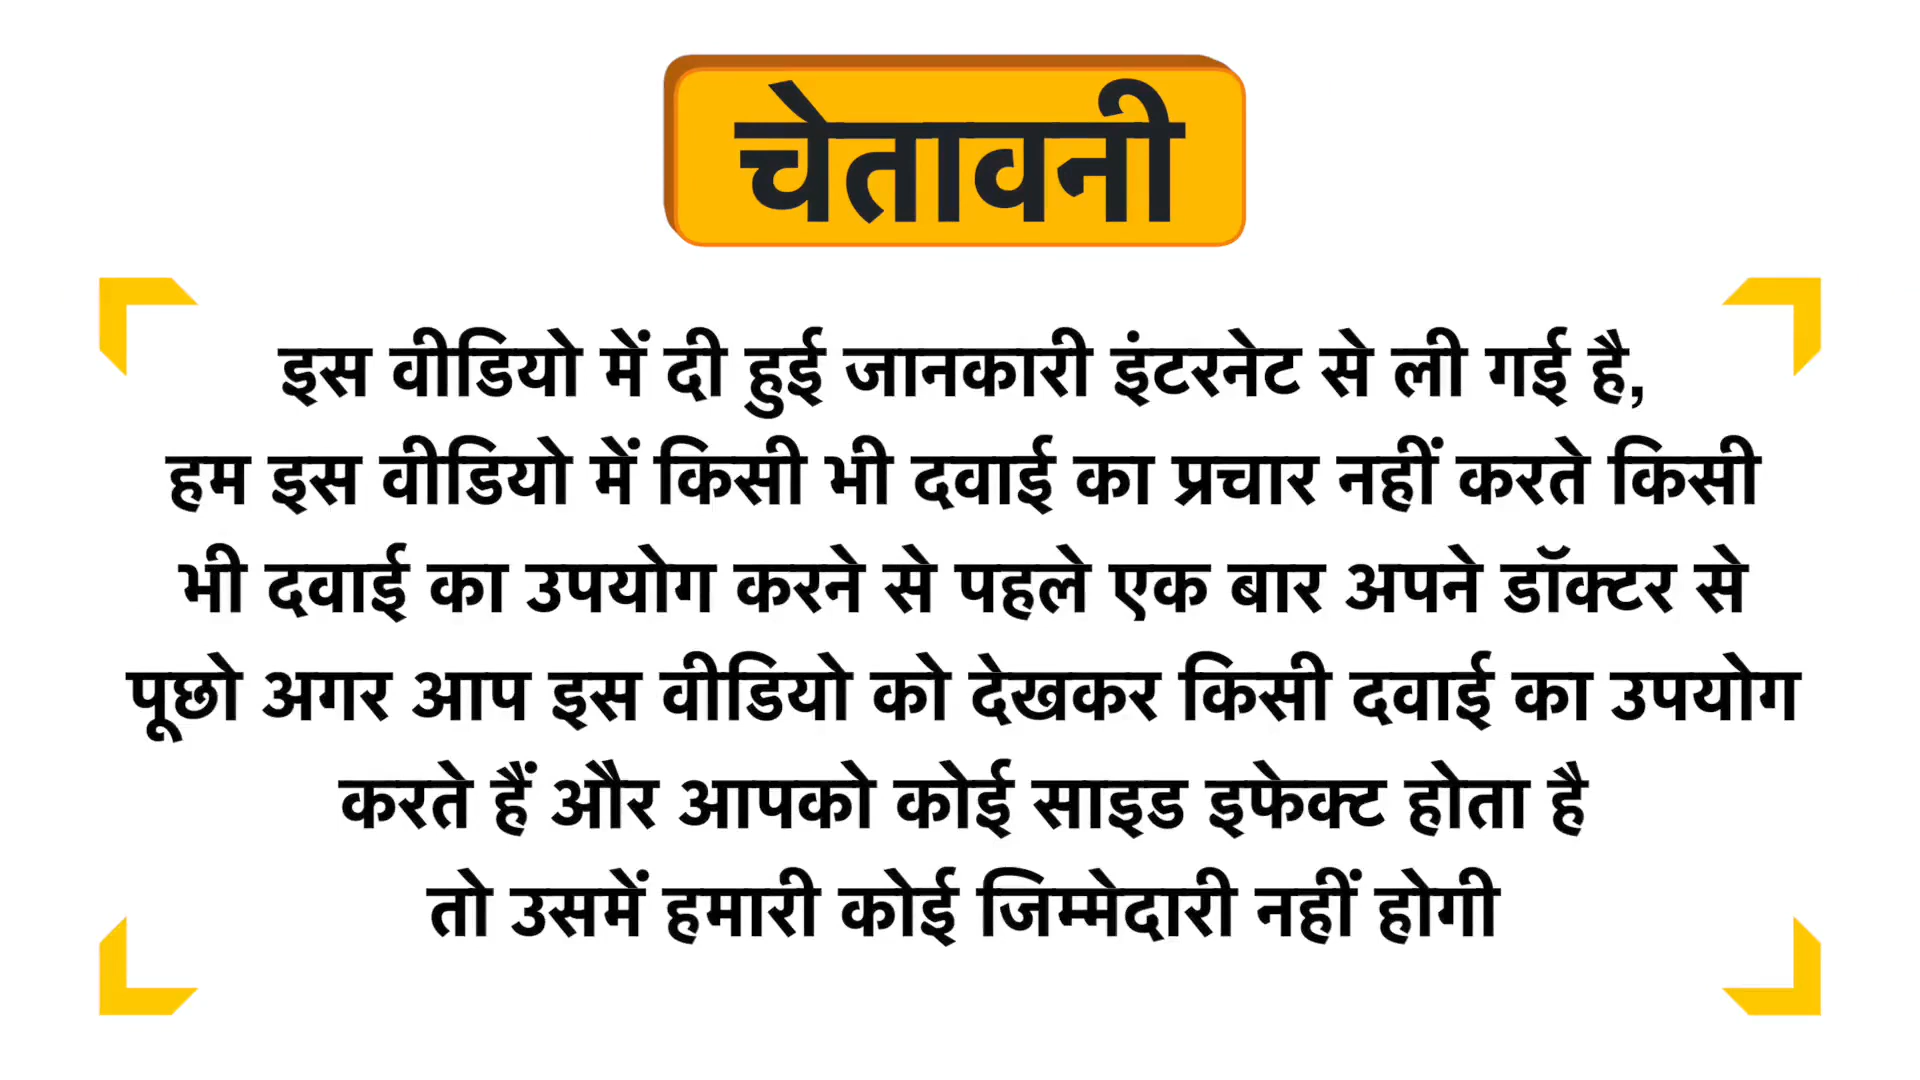 चेतावनी
इस वीडियो में दी हुई जानकारी इंटरनेट से ली गई है,
हम इस वीडियो में किसी भी दवाई का प्रचार नहीं करते किसी
भी दवाई का उपयोग करने से पहले एक बार अपने डॉक्टर से
पूछो अगर आप इस वीडियो को देखकर किसी दवाई का उपयोग
करते हैं और आपको कोई साइड इफेक्ट होता है
तो उसमें हमारी कोई जिम्मेदारी नहीं होगी